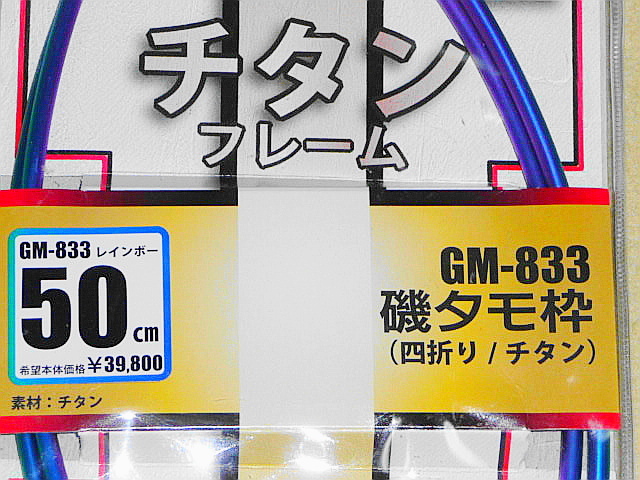 チタン
フレーム
GM-833 レインボー
50cm
希望本体価格 ¥39,800
素材：チタン
GM-833
磯タモ枠
（四折り / チタン）